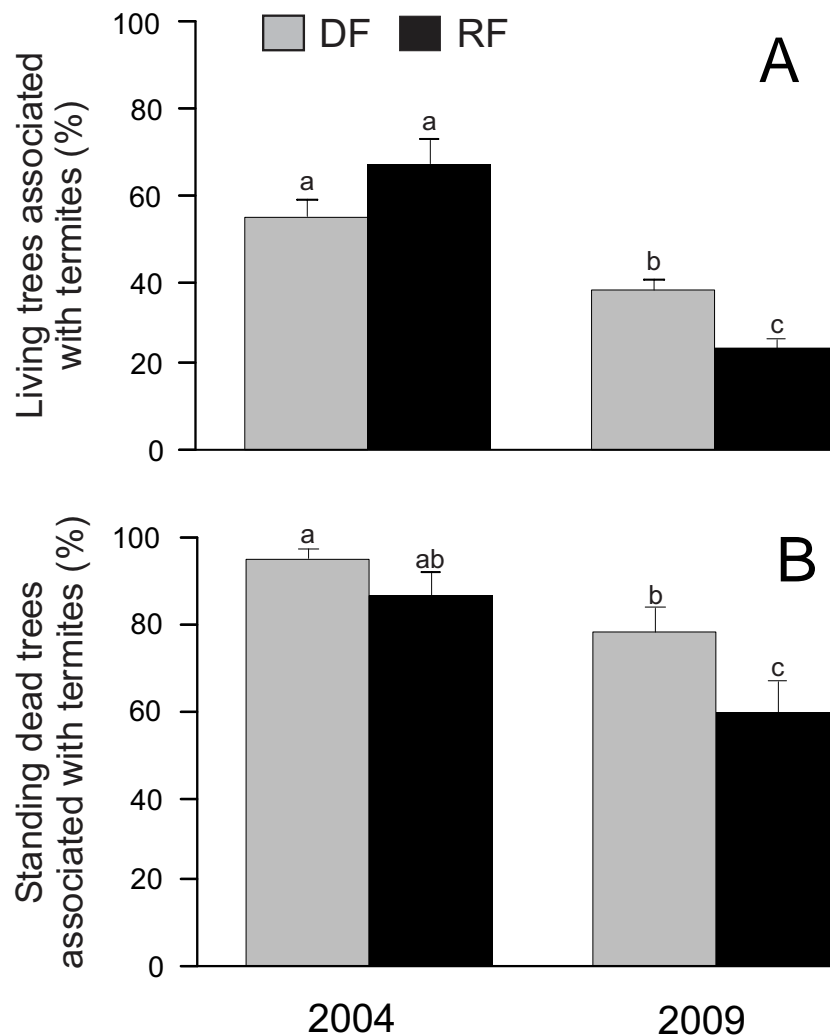 Living trees associated
with termites (%)
100
80
60
40
20
0
DF
RF
A
a
a
b
c
Standing dead trees
associated with termites (%)
100
80
60
40
20
0
B
a
ab
b
c
2004
2009